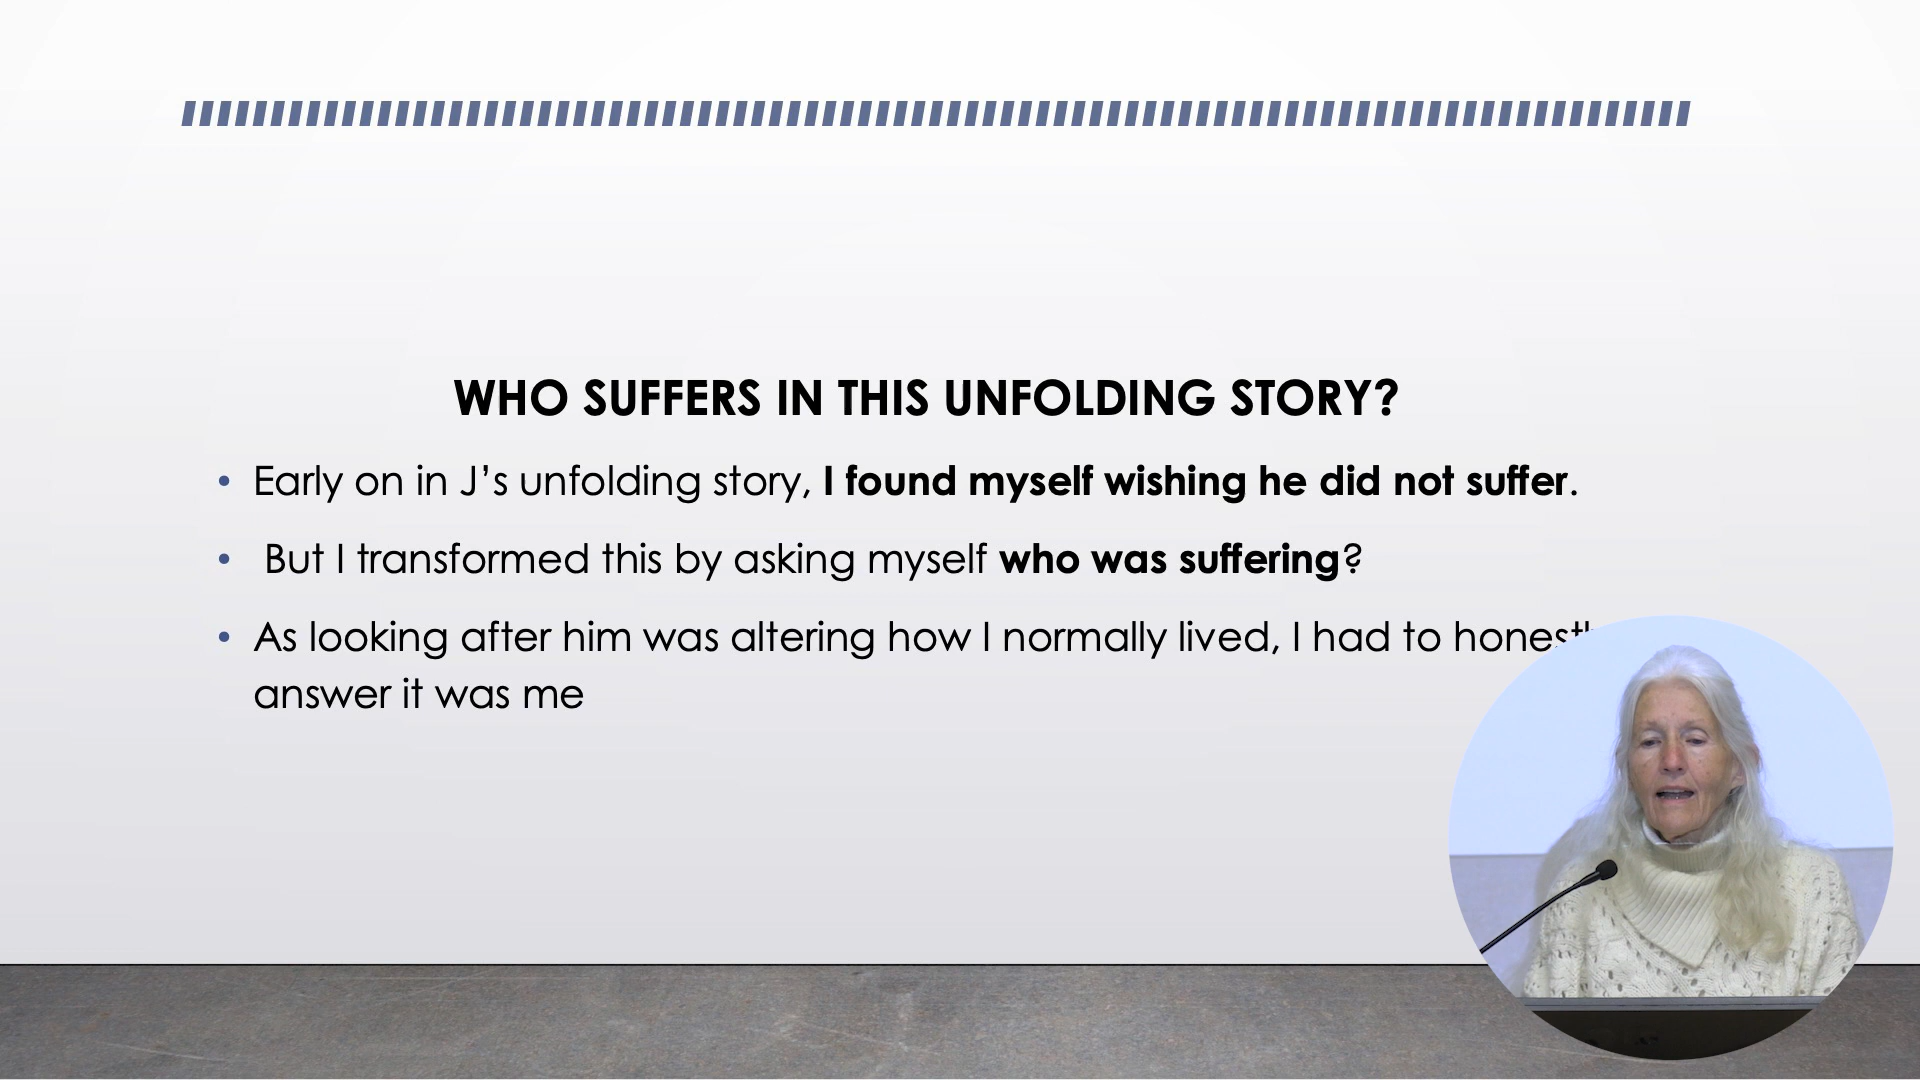 WHO SUFFERS IN THIS UNFOLDING STORY?
• Early on in J’s unfolding story, I found myself wishing he did not suffer.
• But I transformed this by asking myself who was suffering?
• As looking after him was altering how I normally lived, I had to
answer it was me